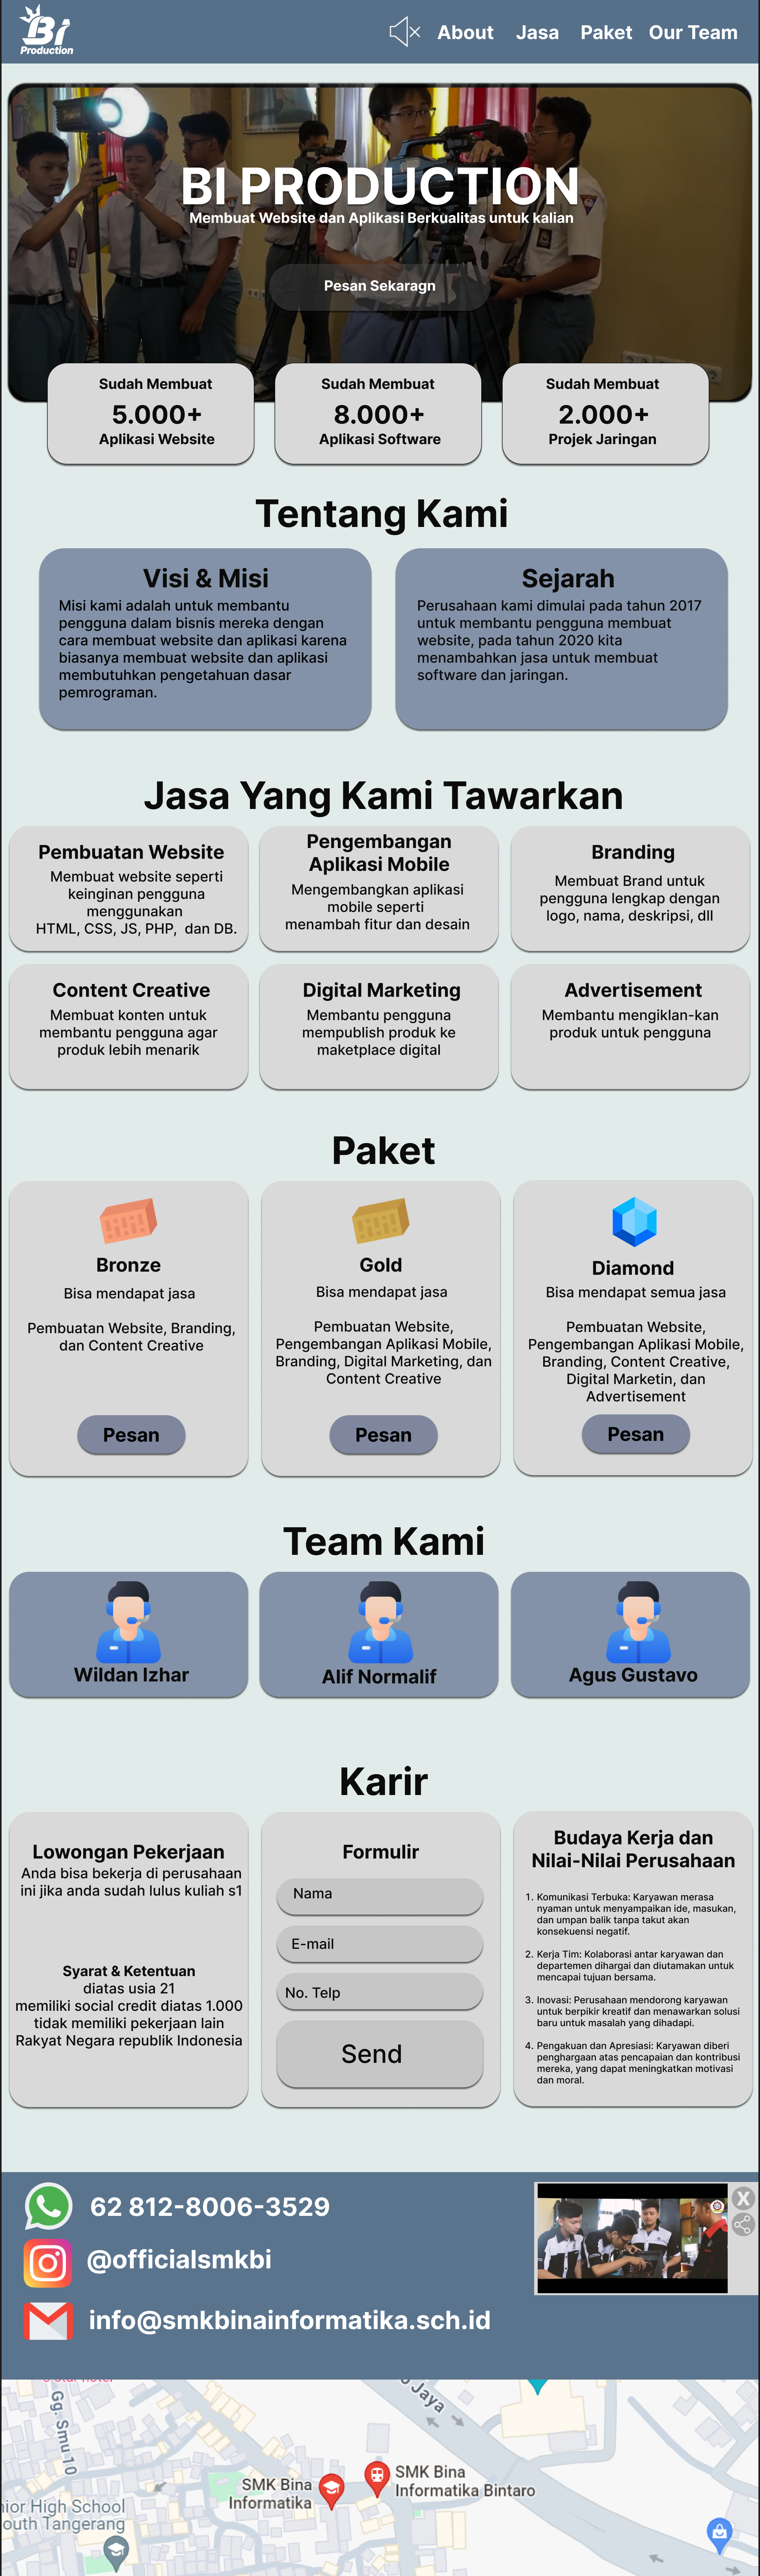 Bi
Production
About Jasa Paket Our Team
BI PRODUCTION
Membuat Website dan Aplikasi Berkualitas untuk kalian
Pesan Sekaragn
Sudah Membuat
5.000+
Aplikasi Website
Sudah Membuat
8.000+
Aplikasi Software
Sudah Membuat
2.000+
Projek Jaringan
Tentang Kami
Visi & Misi
Misi kami adalah untuk membantu
pengguna dalam bisnis mereka dengan
cara membuat website dan aplikasi karena
biasanya membuat website dan aplikasi
membutuhkan pengetahuan dasar
pemrograman.
Sejarah
Perusahaan kami dimulai pada tahun 2017
untuk membantu pengguna membuat
website, pada tahun 2020 kita
menambahkan jasa untuk membuat
software dan jaringan.
Jasa Yang Kami Tawarkan
Pembuatan Website
Membuat website seperti
keinginan pengguna
menggunakan
HTML, CSS, JS, PHP, dan DB.
Pengembangan
Aplikasi Mobile
Mengembangkan aplikasi
mobile seperti
menambah fitur dan desain
Branding
Membuat Brand untuk
pengguna lengkap dengan
logo, nama, deskripsi, dll
Content Creative
Membuat konten untuk
membantu pengguna agar
produk lebih menarik
Digital Marketing
Membantu pengguna
mempublish produk ke
maketplace digital
Advertisement
Membantu mengiklan-kan
produk untuk pengguna
Paket
Bronze
Bisa mendapat jasa
Pembuatan Website, Branding,
dan Content Creative
Pesan
Gold
Bisa mendapat jasa
Pembuatan Website,
Pengembangan Aplikasi Mobile,
Branding, Digital Marketing, dan
Content Creative
Pesan
Diamond
Bisa mendapat semua jasa
Pembuatan Website,
Pengembangan Aplikasi Mobile,
Branding, Content Creative,
Digital Marketin, dan
Advertisement
Pesan
Team Kami
Wildan Izhar
Alif Normalif
Agus Gustavo
Karir
Lowongan Pekerjaan
Anda bisa bekerja di perusahaan
ini jika anda sudah lulus kuliah s1
Syarat & Ketentuan
diatas usia 21
memiliki social credit diatas 1.000
tidak memiliki pekerjaan lain
Rakyat Negara republik Indonesia
Formulir
Nama
E-mail
No. Telp
Send
Budaya Kerja dan
Nilai-Nilai Perusahaan
1. Komunikasi Terbuka: Karyawan merasa
nyaman untuk menyampaikan ide, masukan,
dan umpan balik tanpa takut akan
konsekuensi negatif.
2. Kerja Tim: Kolaborasi antar karyawan dan
departemen dihargai dan diutamakan untuk
mencapai tujuan bersama.
3. Inovasi: Perusahaan mendorong karyawan
untuk berpikir kreatif dan menawarkan solusi
baru untuk masalah yang dihadapi.
4. Pengakuan dan Apresiasi: Karyawan diberi
penghargaan atas pencapaian dan kontribusi
mereka, yang dapat meningkatkan motivasi
dan moral.
62 812-8006-3529
@officialsmkbi
info@smkbinainformatika.sch.id
X
Gg. Smu 10
Jaya
SMK Bina
Informatika
SMK Bina
Informatika Bintaro
nior High School
outh Tangerang